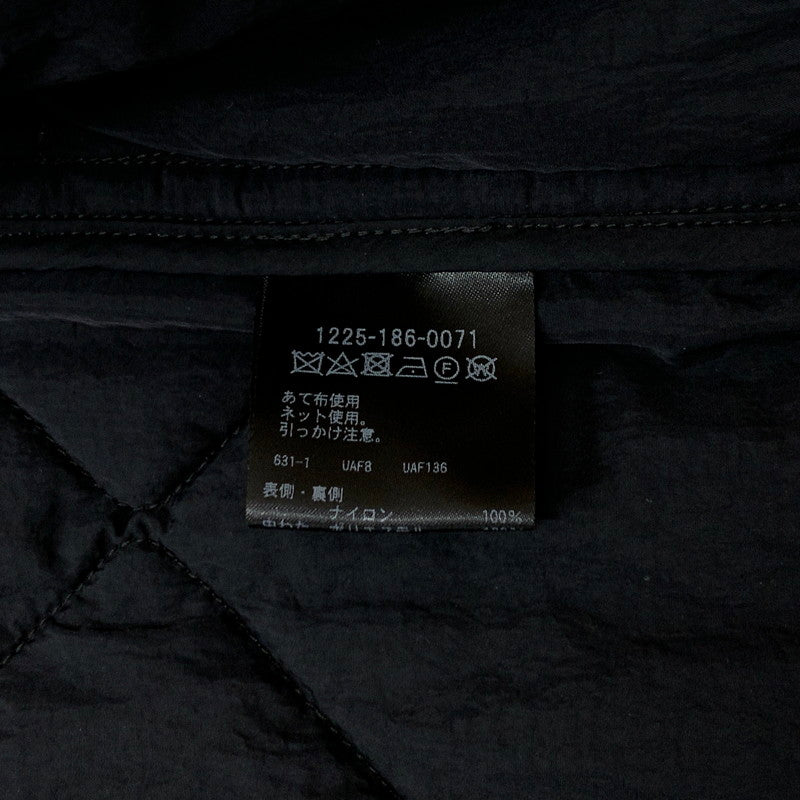 1225-186-0071
F W
あて布使用
ネット使用。
引っかけ注意。
631-1 UAF8 UAF136
表側・裏側
ナイロン 100%